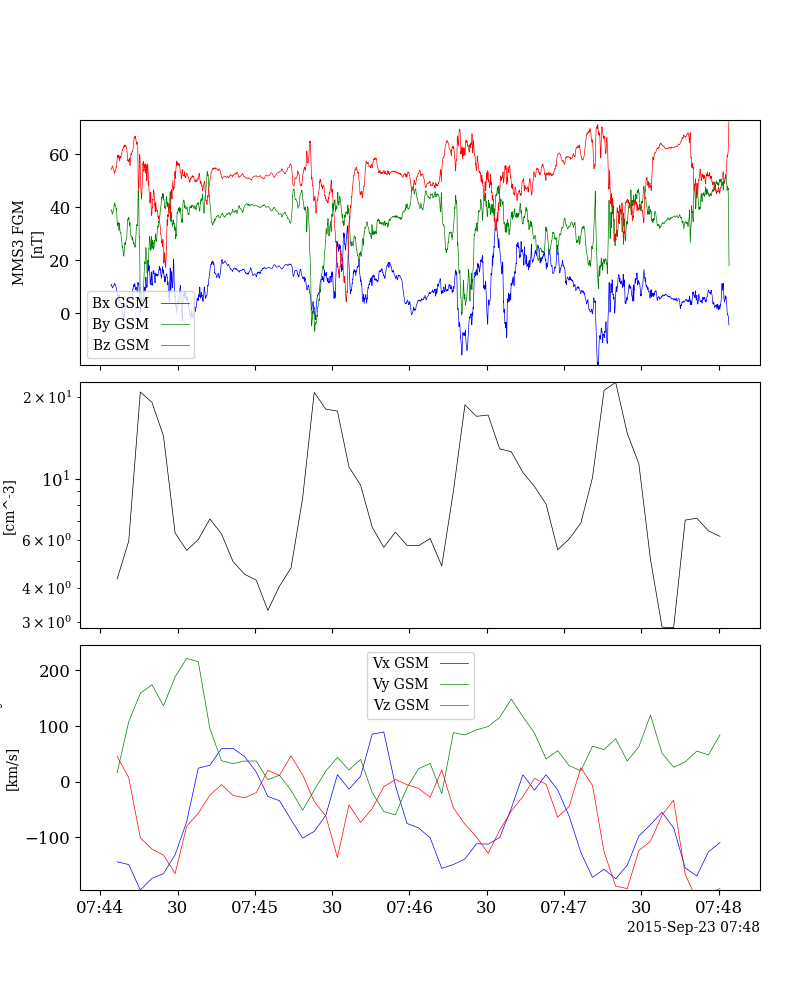 60
40
20
0
MMS3 FGM
[nT]
Bx GSM
By GSM
Bz GSM
2 × 10¹
10¹
6 × 10⁰
4 × 10⁰
3 × 10⁰
[cm^-3]
200
100
0
−100
[km/s]
Vx GSM
Vy GSM
Vz GSM
07:44 30 07:45 30 07:46 30 07:47 30 07:48
2015-Sep-23 07:48